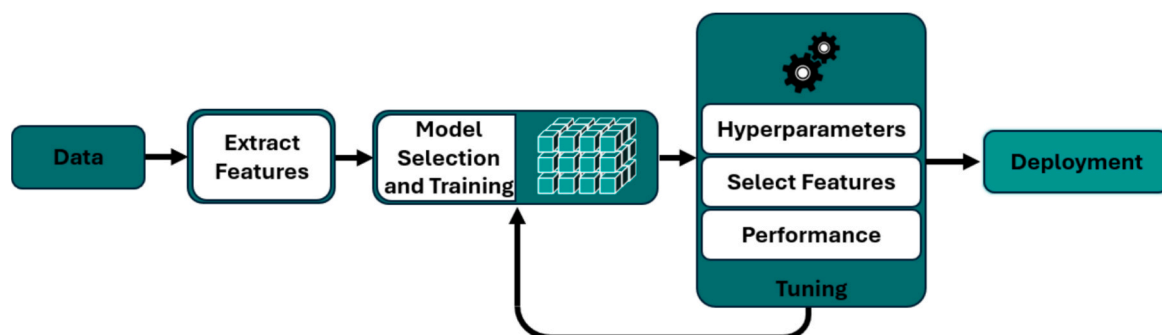 Data
Extract
Features
Model
Selection
and Training
Hyperparameters
Select Features
Performance
Tuning
Deployment